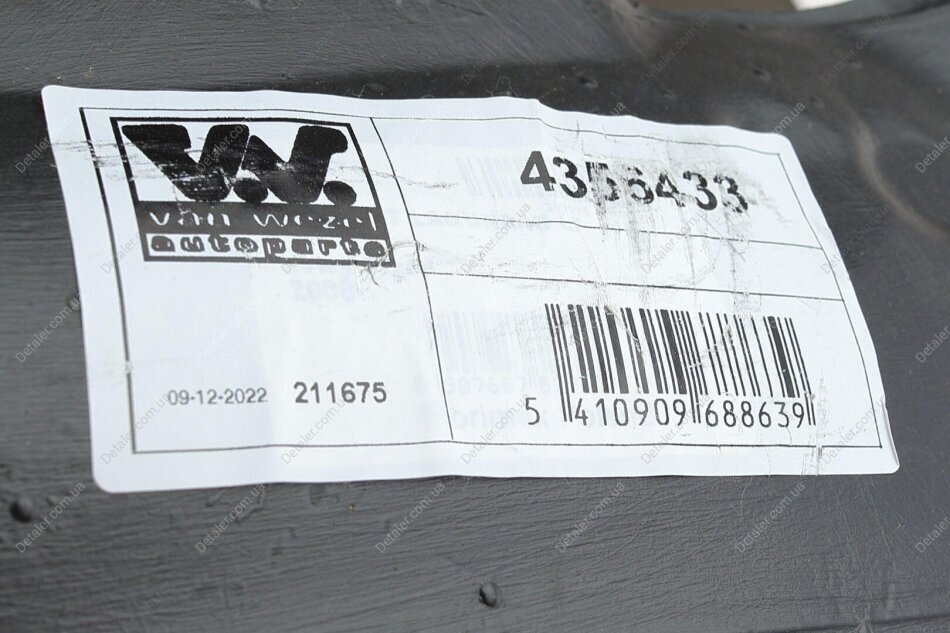 V.W.
van wezel
autoparts
4356433
09-12-2022 211675
5 410909 688639
Detaler.com.ua